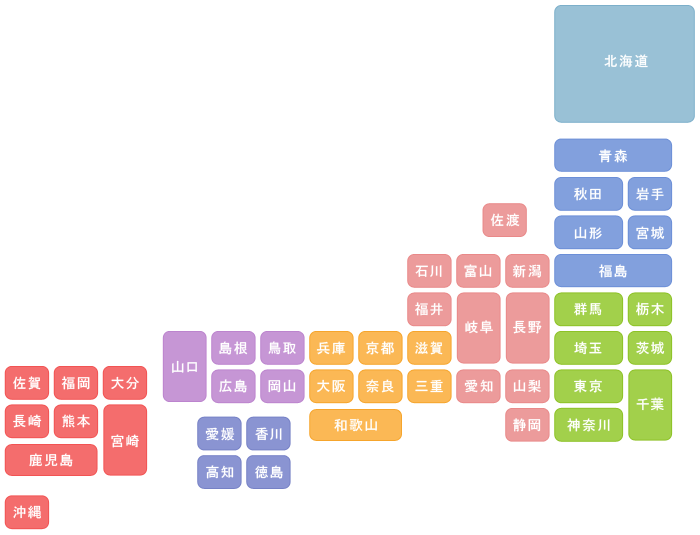 北海道
青森
秋田
岩手
佐渡
山形
宮城
石川
富山
新潟
福島
福井
岐阜
長野
群馬
栃木
山口
島根
鳥取
兵庫
京都
滋賀
埼玉
茨城
佐賀
福岡
大分
広島
岡山
大阪
奈良
三重
愛知
山梨
東京
千葉
長崎
熊本
宮崎
愛媛
香川
和歌山
静岡
神奈川
鹿児島
高知
徳島
沖縄